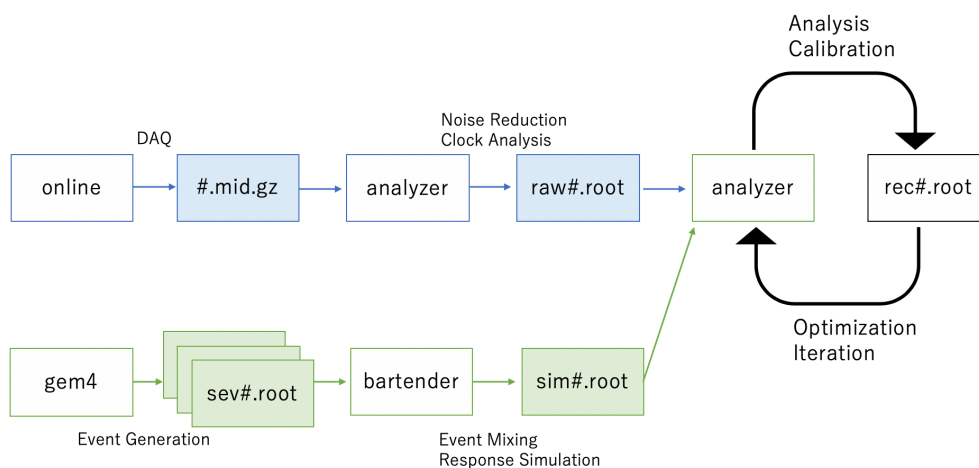 Analysis
Calibration
DAQ
Noise Reduction
Clock Analysis
online
#.mid.gz
analyzer
raw#.root
analyzer
rec#.root
Optimization
Iteration
gem4
sev#.root
bartender
sim#.root
Event Generation
Event Mixing
Response Simulation